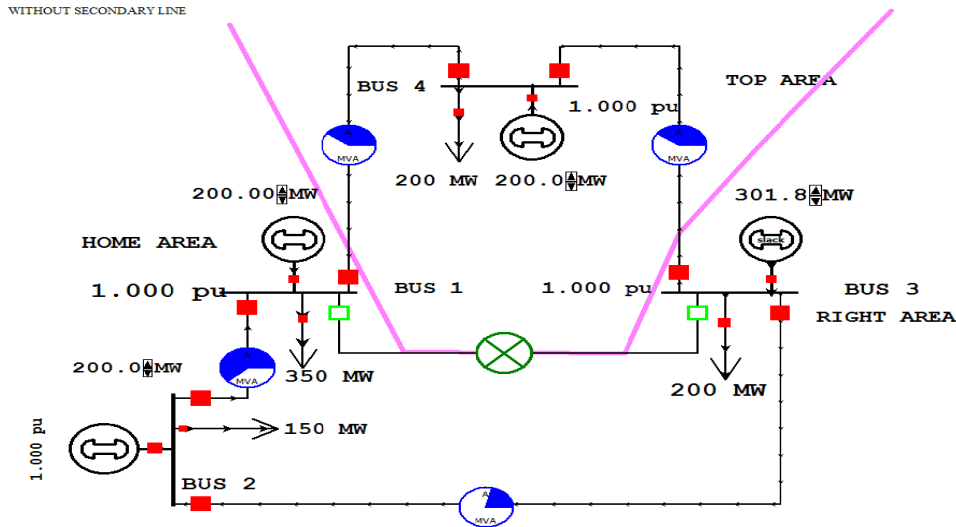 WITHOUT SECONDARY LINE
BUS 4
TOP AREA
1.000 pu
A
MVA
A
MVA
200 MW
200.0 MW
200.00 MW
301.8 MW
slack
HOME AREA
1.000 pu
BUS 1
1.000 pu
BUS 3
RIGHT AREA
200.0 MW
A
MVA
350 MW
200 MW
150 MW
1.000 pu
BUS 2
A
MVA